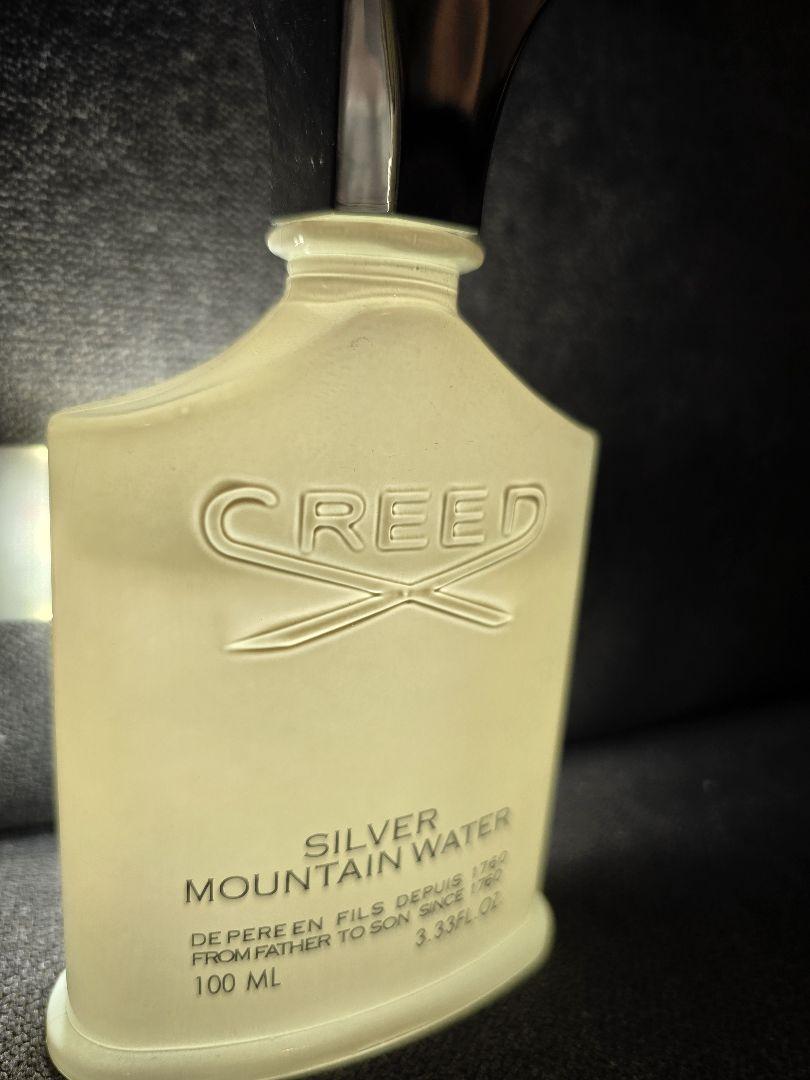 CREED
SILVER
MOUNTAIN WATER
DE PERE EN FILS DEPUIS 1760
FROM FATHER TO SON SINCE 1760
100 ML 3.33FL.OZ.